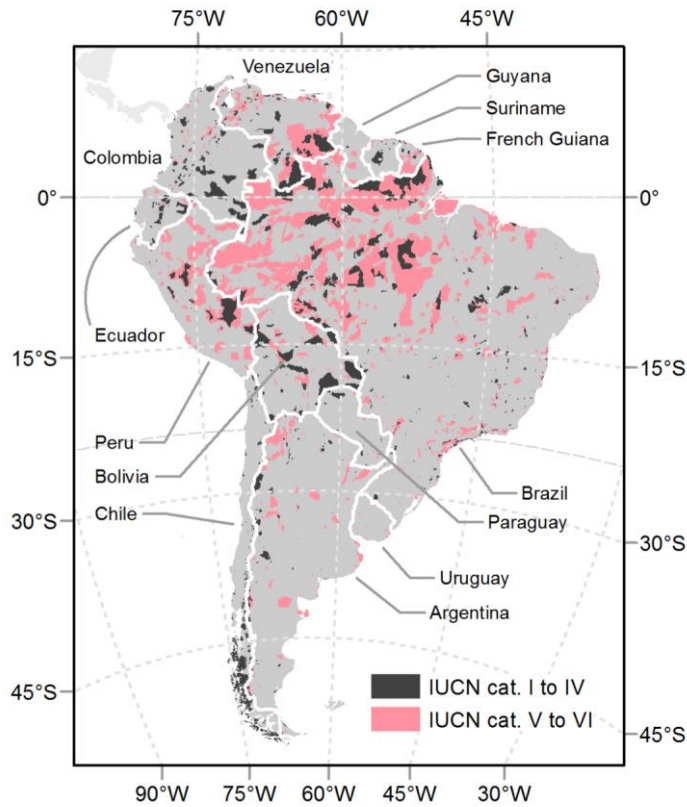 75°W
60°W
45°W
Venezuela
Guyana
Suriname
French Guiana
Colombia
0°
0°
Ecuador
15°S
15°S
Peru
Bolivia
Chile
Brazil
Paraguay
30°S
30°S
Uruguay
Argentina
IUCN cat. I to IV
45°S
IUCN cat. V to VI
45°S
90°W
75°W
60°W
45°W
30°W